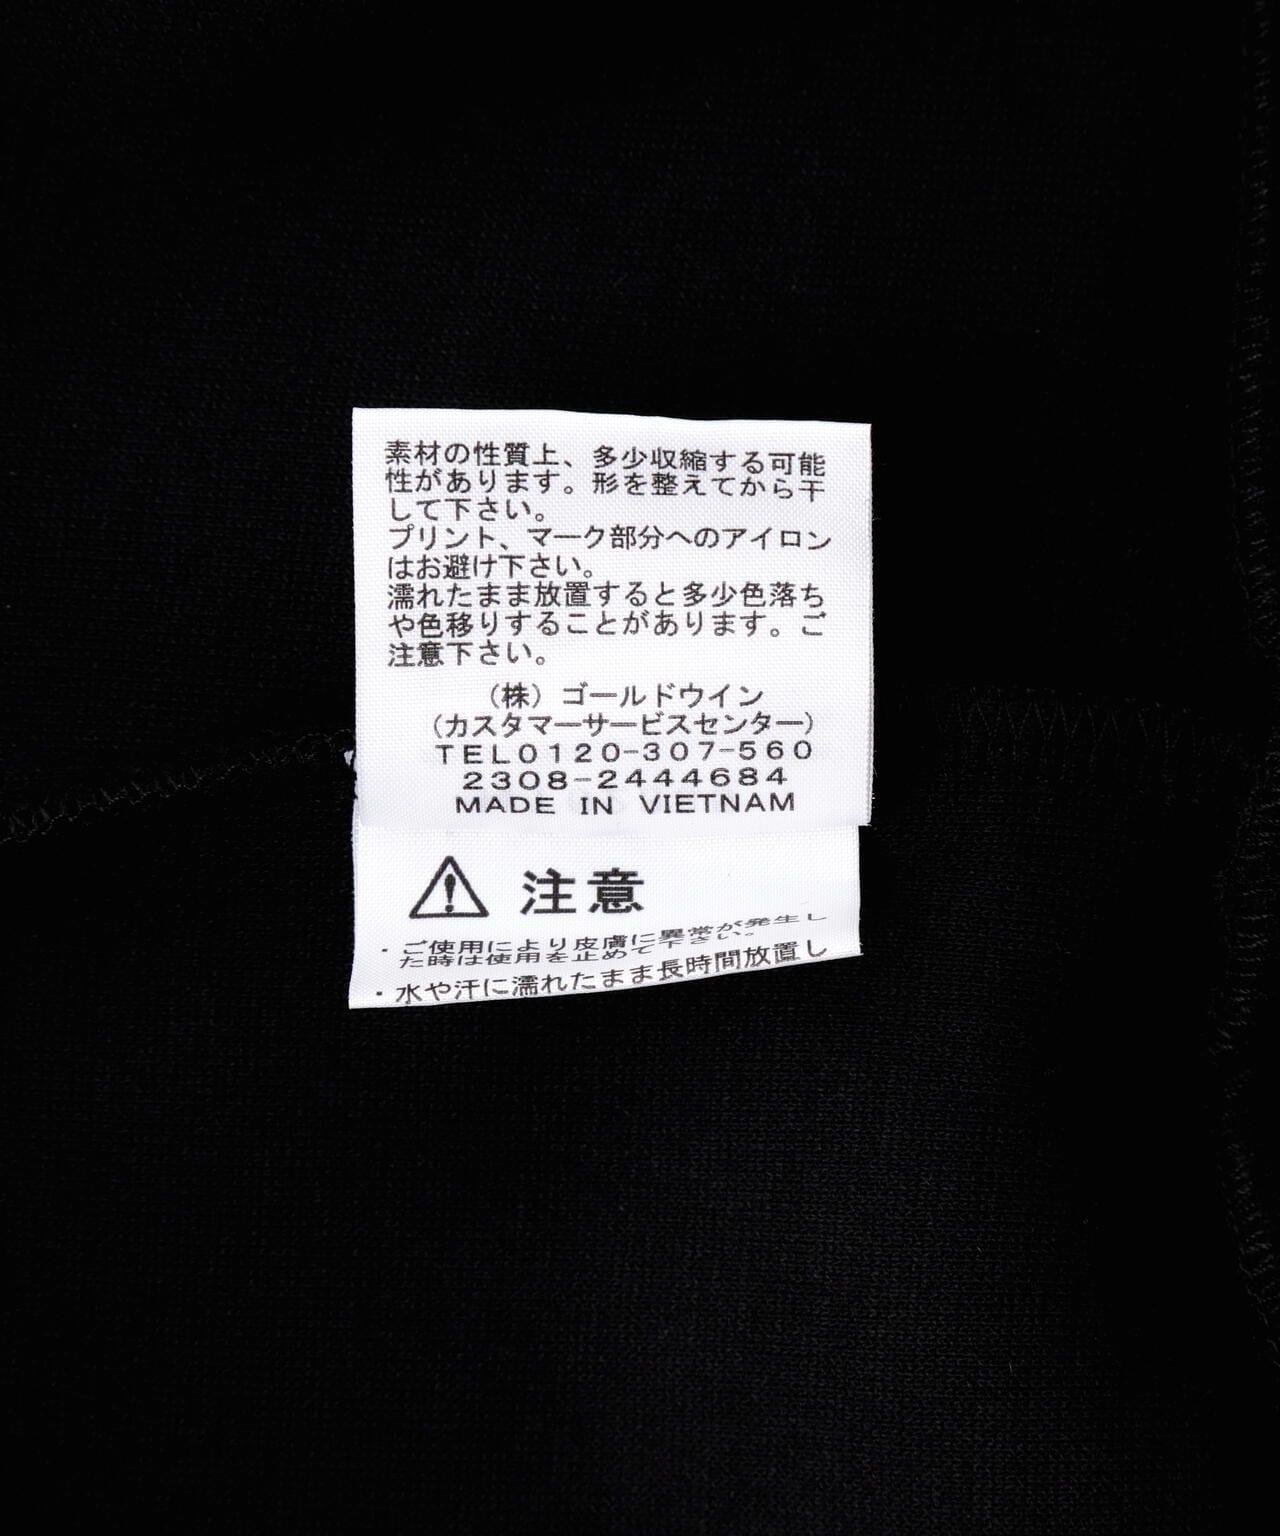 素材の性質上、多少収縮する可能
性があります。形を整えてから干
して下さい。
プリント、マーク部分へのアイロン
はお避け下さい。
濡れたまま放置すると多少色落ち
や色移りすることがあります。ご
注意下さい。
（株）ゴールドウイン
（カスタマーサービスセンター）
TEL0120-307-560
2308-2444684
MADE IN VIETNAM
注意
・ご使用により皮膚に異常が発生し
た時は使用を止めて下さい。
・水や汗に濡れたまま長時間放置し